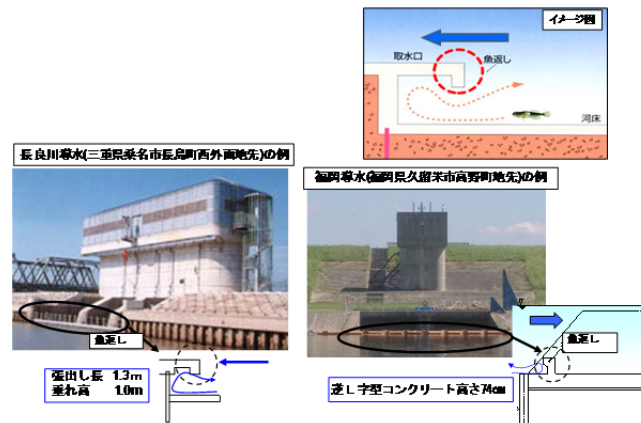 イメージ図
取水口
魚返し
河床
長良川導水(三重県桑名市長島町西外面地先)の例
魚返し
張出し長 1.3m
垂れ高 1.0m
福岡導水(福岡県久留米市高野町地先)の例
魚返し
逆L字型コンクリート高さ74cm